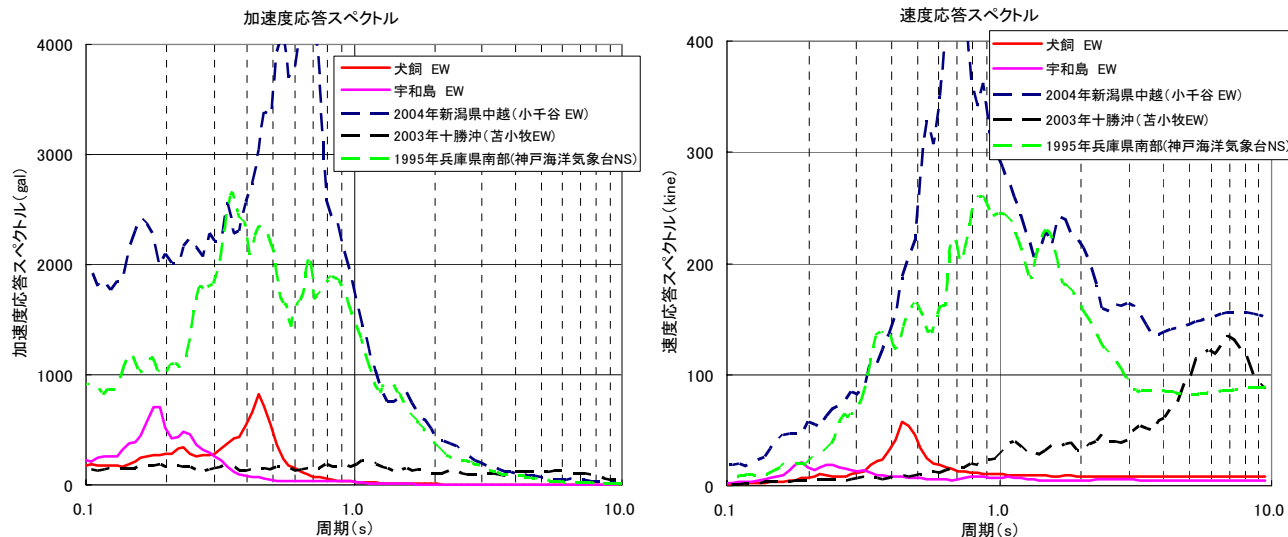 加速度応答スペクトル
4000
3000
2000
1000
0
0.1
1.0
10.0
加速度応答スペクトル(gal)
周期(s)
犬飼 EW
宇和島 EW
2004年新潟県中越(小千谷 EW)
2003年十勝沖(苫小牧EW)
1995年兵庫県南部(神戸海洋気象台NS)
速度応答スペクトル
400
300
200
100
0
0.1
1.0
10.0
速度応答スペクトル(kine)
周期(s)
犬飼 EW
宇和島 EW
2004年新潟県中越(小千谷 EW)
2003年十勝沖(苫小牧EW)
1995年兵庫県南部(神戸海洋気象台NS)